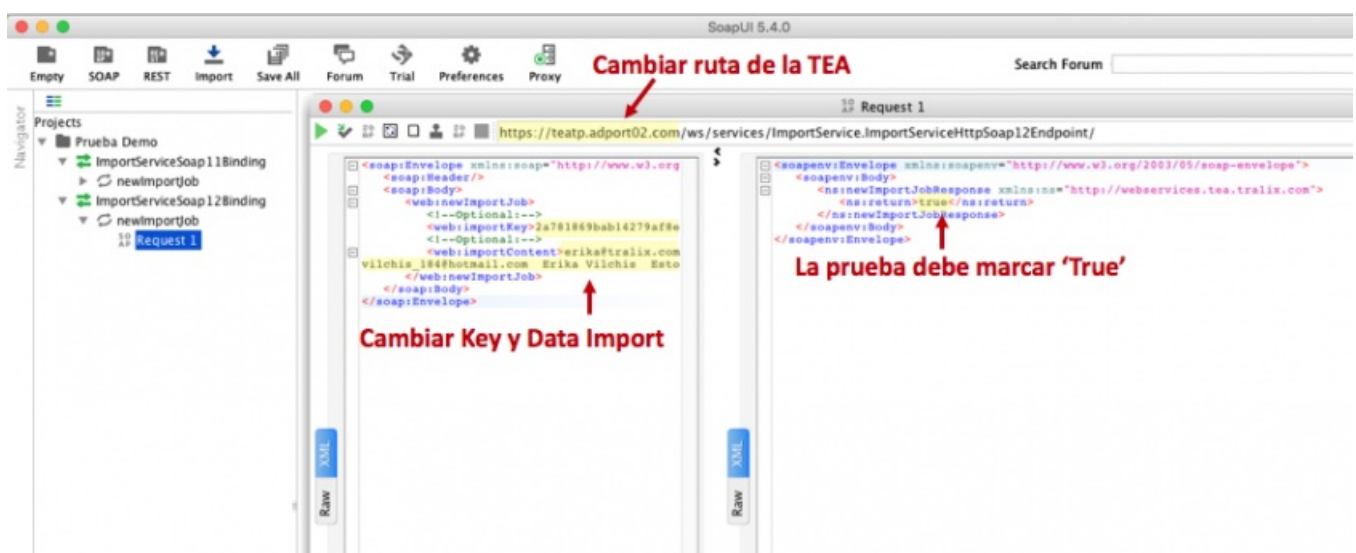 SoapUI 5.4.0
Empty SOAP REST Import Save All Forum Trial Preferences Proxy
Cambiar ruta de la TEA
Search Forum
Navigator
Projects
Prueba Demo
ImportServiceSoap11Binding
newImportJob
ImportServiceSoap12Binding
newImportJob
Request 1
Request 1
https://teatp.adport02.com/ws/services/ImportService.ImportServiceHttpSoap12Endpoint/
<soap:Envelope xmlns:soap="http://www.w3.org
<soap:Header/>
<soap:Body>
<web:newImportJob>
<!--Optional:-->
<web:importKey>2a781869bab14279af8e
<!--Optional:-->
<web:importContent>erika@tralix.com
vilchis_184@hotmail.com Erika Vilchis Esto
</web:newImportJob>
</soap:Body>
</soap:Envelope>
Cambiar Key y Data Import
XML
Raw
<soapenv:Envelope xmlns:soapenv="http://www.w3.org/2003/05/soap-envelope">
<soapenv:Body>
<ns:newImportJobResponse xmlns:ns="http://webservices.tea.tralix.com">
<ns:return>true</ns:return>
</ns:newImportJobResponse>
</soapenv:Body>
</soapenv:Envelope>
La prueba debe marcar ‘True’
XML
Raw